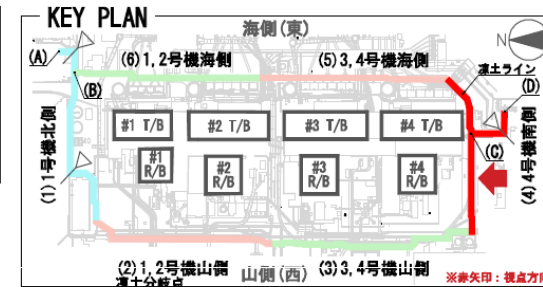 KEY PLAN
海側(東)
N
(A)
(6)1,2号機海側
(5)3,4号機海側
凍土ライン
(B)
(D)
#1 T/B
#2 T/B
#3 T/B
#4 T/B
(1)1号機北側
#1
R/B
#2
R/B
#3
R/B
#4
R/B
(C)
(4)4号機南側
(2)1,2号機山側
凍土分岐点
山側(西)
(3)3,4号機山側
※赤矢印：視点方向